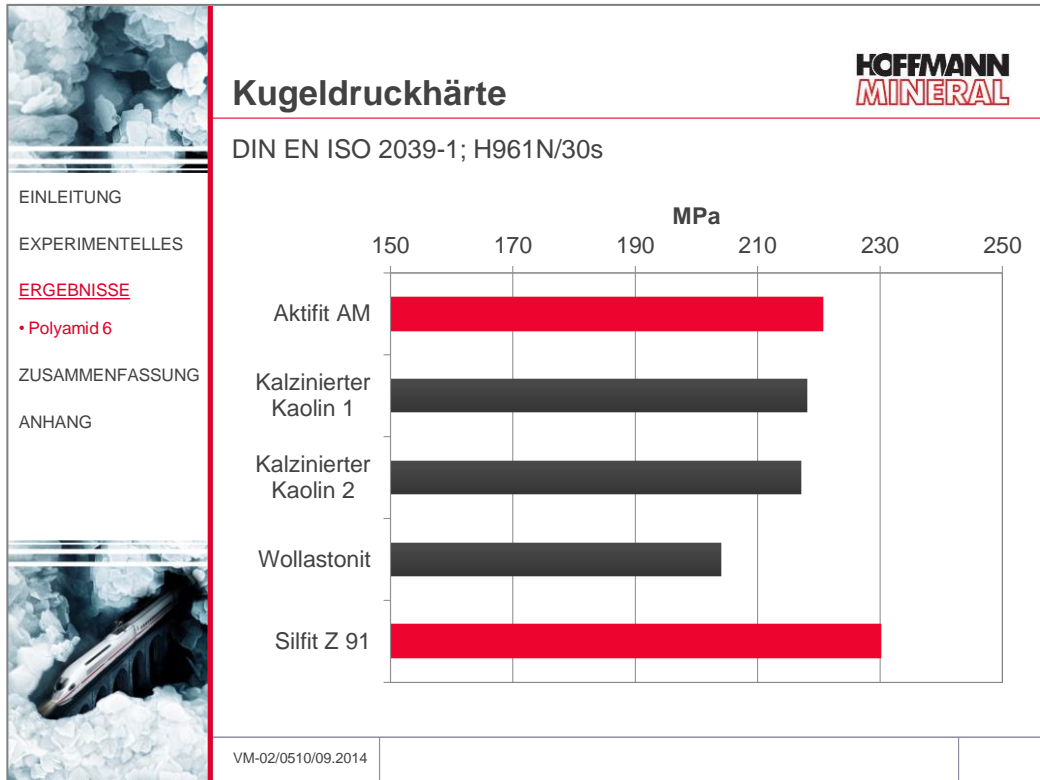 HOFFMANN
MINERAL
Kugeldruckhärte
DIN EN ISO 2039-1; H961N/30s
EINLEITUNG
EXPERIMENTELLES
ERGEBNISSE
• Polyamid 6
ZUSAMMENFASSUNG
ANHANG
MPa
150 170 190 210 230 250
Aktifit AM
Kalzinierter
Kaolin 1
Kalzinierter
Kaolin 2
Wollastonit
Silfit Z 91
VM-02/0510/09.2014